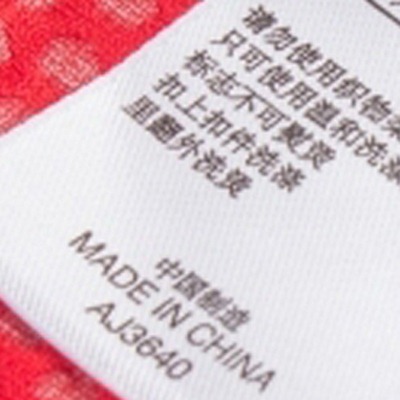 请勿使用织物柔
只可使用温和洗涤
标志不可熨烫
扣上扣件洗涤
里翻外洗烫
中国制造
MADE IN CHINA
AJ3640